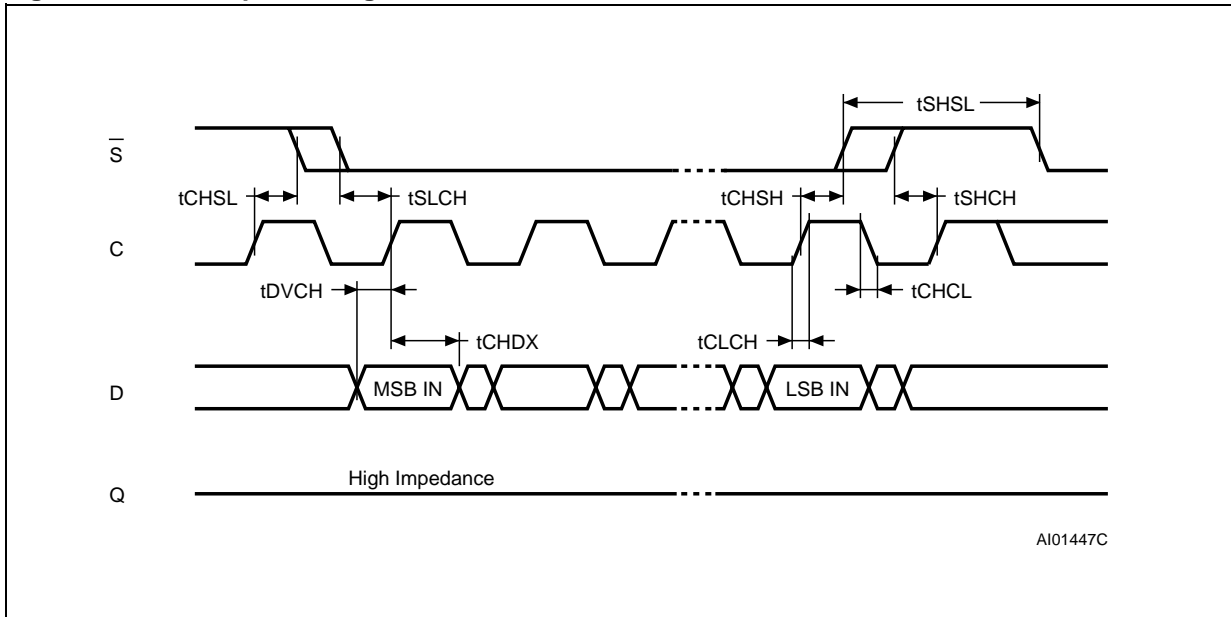 tSHSL
S
tCHSL
tSLCH
tCHSH
tSHCH
C
tDVCH
tCHCL
tCHDX
tCLCH
D
MSB IN
LSB IN
High Impedance
Q
AI01447C